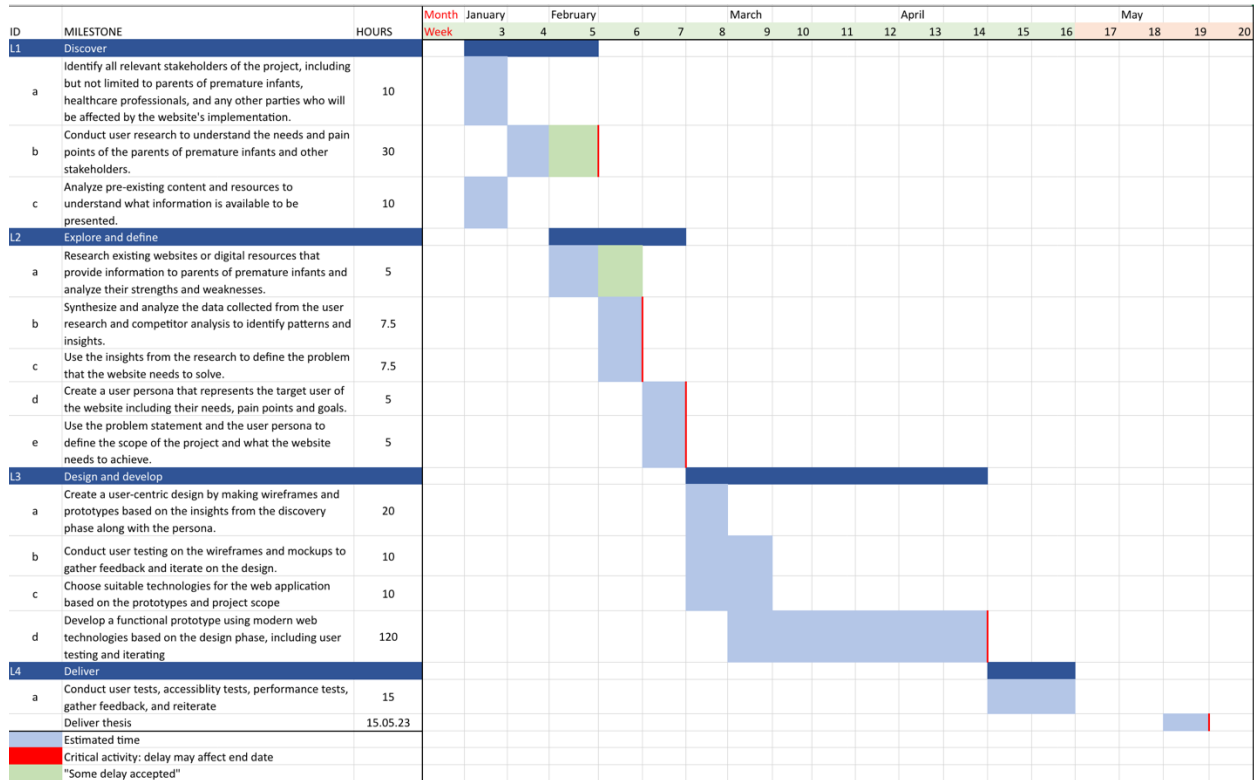 Month January February March April May
ID MILESTONE HOURS Week 3 4 5 6 7 8 9 10 11 12 13 14 15 16 17 18 19 20
L1 Discover
Identify all relevant stakeholders of the project, including
but not limited to parents of premature infants,
a healthcare professionals, and any other parties who will 10
be affected by the website's implementation.
Conduct user research to understand the needs and pain
b points of the parents of premature infants and other 30
stakeholders.
Analyze pre-existing content and resources to
c understand what information is available to be 10
presented.
L2 Explore and define
Research existing websites or digital resources that
a provide information to parents of premature infants and 5
analyze their strengths and weaknesses.
Synthesize and analyze the data collected from the user
b research and competitor analysis to identify patterns and 7.5
insights.
c Use the insights from the research to define the problem 7.5
that the website needs to solve.
d Create a user persona that represents the target user of 5
the website including their needs, pain points and goals.
Use the problem statement and the user persona to
e define the scope of the project and what the website 5
needs to achieve.
L3 Design and develop
Create a user-centric design by making wireframes and
a prototypes based on the insights from the discovery 20
phase along with the persona.
b Conduct user testing on the wireframes and mockups to 10
gather feedback and iterate on the design.
c Choose suitable technologies for the web application 10
based on the prototypes and project scope
Develop a functional prototype using modern web
d technologies based on the design phase, including user 120
testing and iterating
L4 Deliver
a Conduct user tests, accessiblity tests, performance tests, 15
gather feedback, and reiterate
Deliver thesis 15.05.23
Estimated time
Critical activity: delay may affect end date
"Some delay accepted"